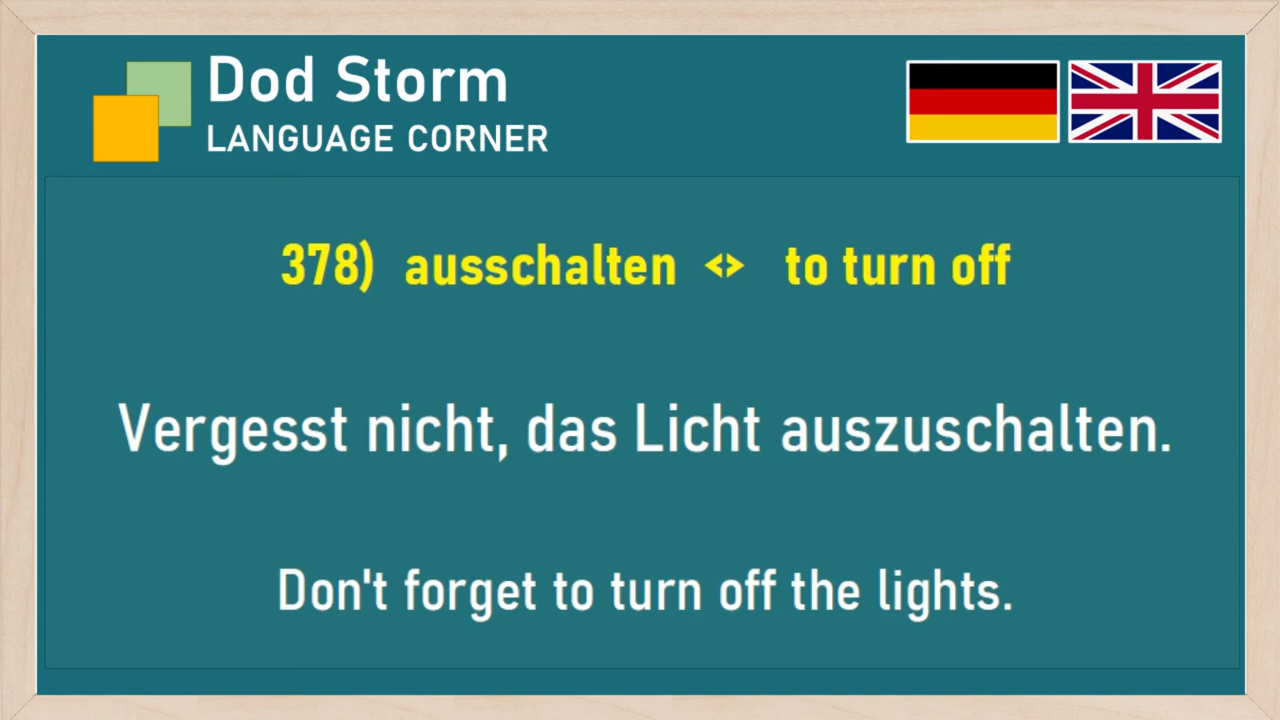 Dod Storm
LANGUAGE CORNER
378) ausschalten <> to turn off
Vergesst nicht, das Licht auszuschalten.
Don't forget to turn off the lights.